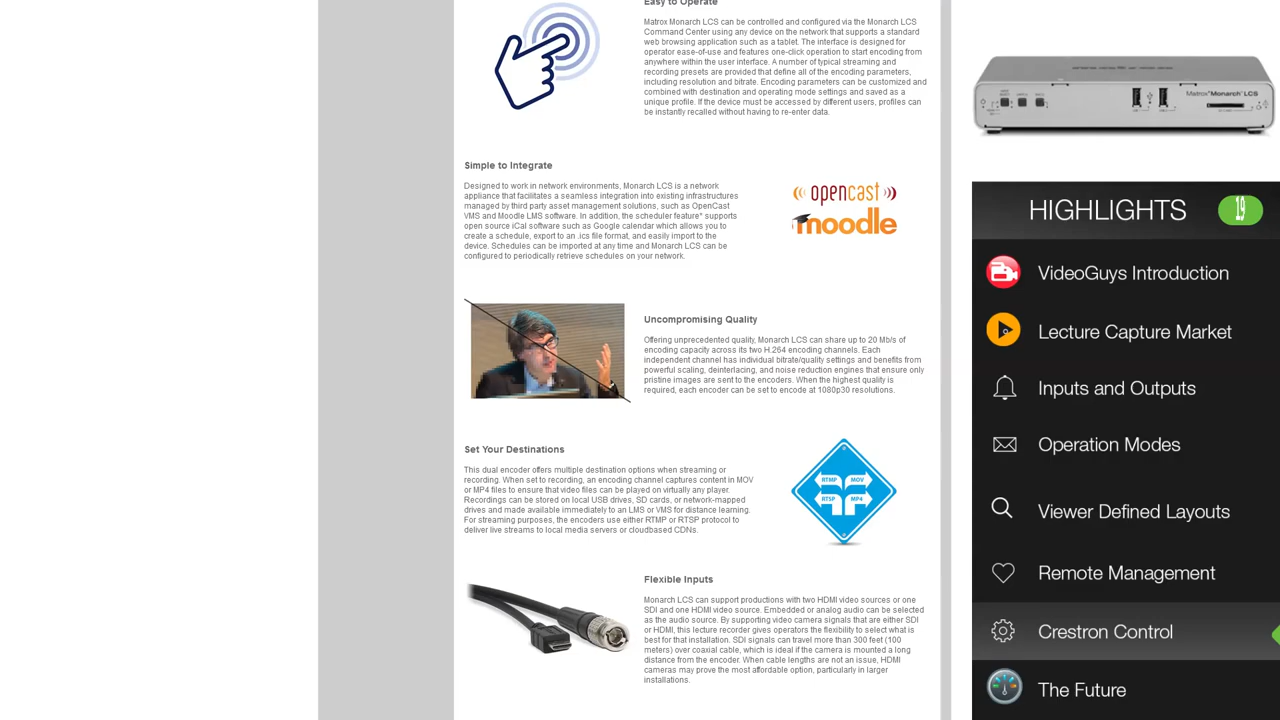 Easy to Operate
Matrox Monarch LCS can be controlled and configured via the Monarch LCS
Command Center using any device on the network that supports a standard
web browsing application such as a tablet. The interface is designed for
operator ease-of-use and features one-click operation to start encoding from
anywhere within the user interface. A number of typical streaming and
recording presets are provided that define all of the encoding parameters,
including resolution and bitrate. Encoding parameters can be customized and
combined with destination and operating mode settings and saved as a
unique profile. If the device must be accessed by different users, profiles can
be instantly recalled without having to re-enter data.
Simple to Integrate
Designed to work in network environments, Monarch LCS is a network
appliance that facilitates a seamless integration into existing infrastructures
managed by third party asset management solutions, such as OpenCast
VMS and Moodle LMS software. In addition, the scheduler feature* supports
open source iCal software such as Google calendar which allows you to
create a schedule, export to an .ics file format, and easily import to the
device. Schedules can be imported at any time and Monarch LCS can be
configured to periodically retrieve schedules on your network.
opencast
moodle
Uncompromising Quality
Offering unprecedented quality, Monarch LCS can share up to 20 Mb/s of
encoding capacity across its two H.264 encoding channels. Each
independent channel has individual bitrate/quality settings and benefits from
powerful scaling, deinterlacing, and noise reduction engines that ensure only
pristine images are sent to the encoders. When the highest quality is
required, each encoder can be set to encode at 1080p30 resolutions.
Set Your Destinations
This dual encoder offers multiple destination options when streaming or
recording. When set to recording, an encoding channel captures content in MOV
or MP4 files to ensure that video files can be played on virtually any player.
Recordings can be stored on local USB drives, SD cards, or network-mapped
drives and made available immediately to an LMS or VMS for distance learning.
For streaming purposes, the encoders use either RTMP or RTSP protocol to
deliver live streams to local media servers or cloudbased CDNs.
RTMP MOV
RTSP MP4
Flexible Inputs
Monarch LCS can support productions with two HDMI video sources or one
SDI and one HDMI video source. Embedded or analog audio can be selected
as the audio source. By supporting video camera signals that are either SDI
or HDMI, this lecture recorder gives operators the flexibility to select what is
best for that installation. SDI signals can travel more than 300 feet (100
meters) over coaxial cable, which is ideal if the camera is mounted a long
distance from the encoder. When cable lengths are not an issue, HDMI
cameras may prove the most affordable option, particularly in larger
installations.
Matrox Monarch LCS
HIGHLIGHTS 19
VideoGuys Introduction
Lecture Capture Market
Inputs and Outputs
Operation Modes
Viewer Defined Layouts
Remote Management
Crestron Control
The Future